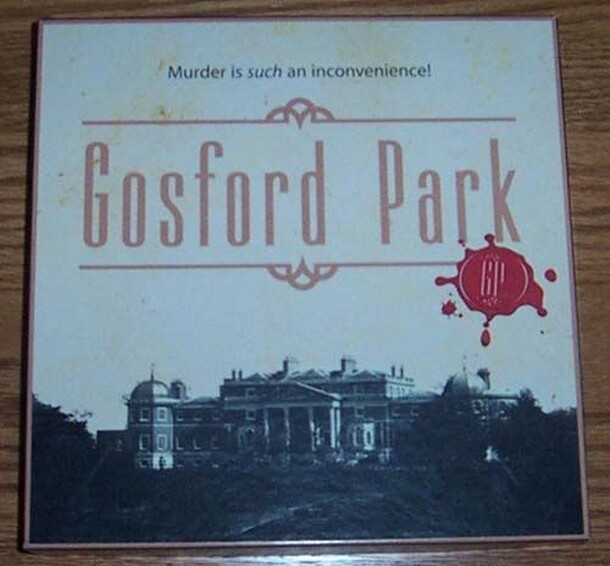 Murder is such an inconvenience!
Gosford Park
GP